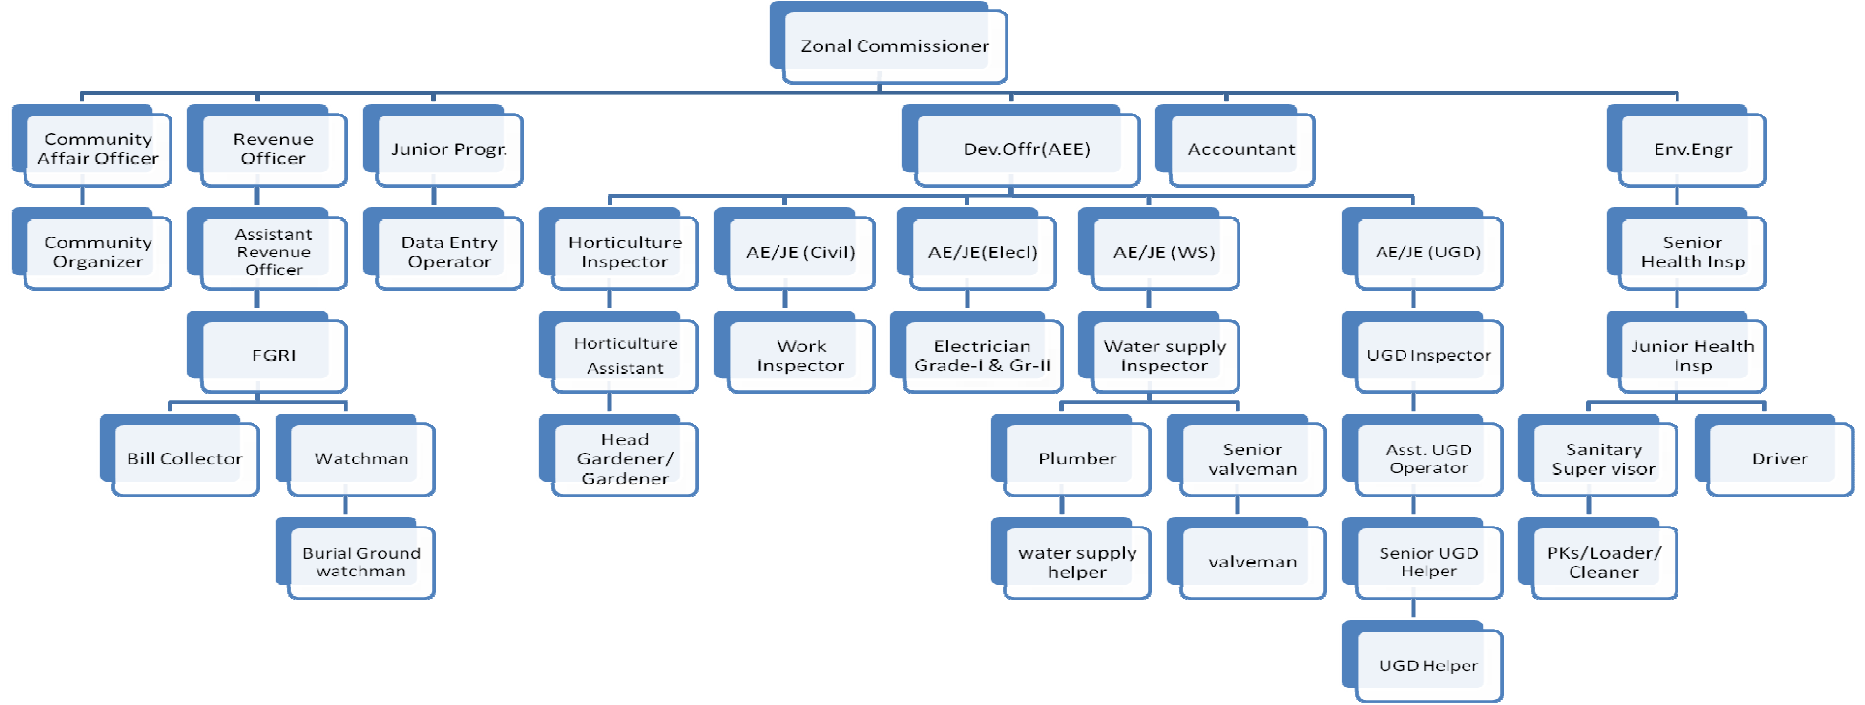 Zonal Commissioner
Community
Affair Officer
Revenue
Officer
Junior Progr.
Dev.Offr(AEE)
Accountant
Env.Engr
Community
Organizer
Assistant
Revenue
Officer
Data Entry
Operator
Horticulture
Inspector
AE/JE (Civil)
AE/JE(Elecl)
AE/JE (WS)
AE/JE (UGD)
Senior
Health Insp
FGRI
Horticulture
Assistant
Work
Inspector
Electrician
Grade-I & Gr-II
Water supply
Inspector
UGD Inspector
Junior Health
Insp
Bill Collector
Watchman
Head
Gardener/
Gardener
Plumber
Senior
valveman
Asst. UGD
Operator
Sanitary
Super visor
Driver
Burial Ground
watchman
water supply
helper
valveman
Senior UGD
Helper
PKs/Loader/
Cleaner
UGD Helper